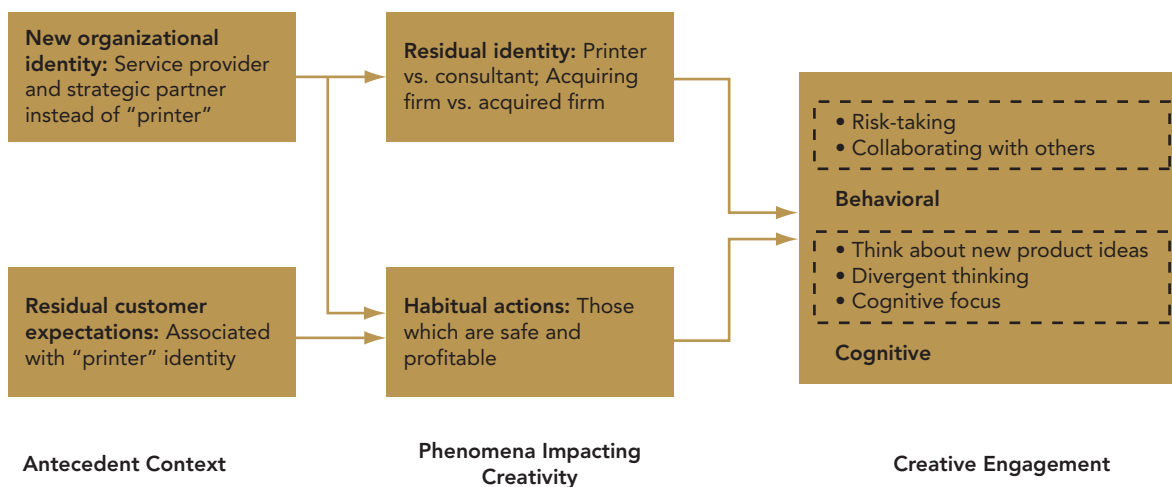 New organizational
identity: Service provider
and strategic partner
instead of “printer”
Residual identity: Printer
vs. consultant; Acquiring
firm vs. acquired firm
• Risk-taking
• Collaborating with others
Behavioral
• Think about new product ideas
• Divergent thinking
• Cognitive focus
Cognitive
Residual customer
expectations: Associated
with “printer” identity
Habitual actions: Those
which are safe and
profitable
Antecedent Context
Phenomena Impacting
Creativity
Creative Engagement